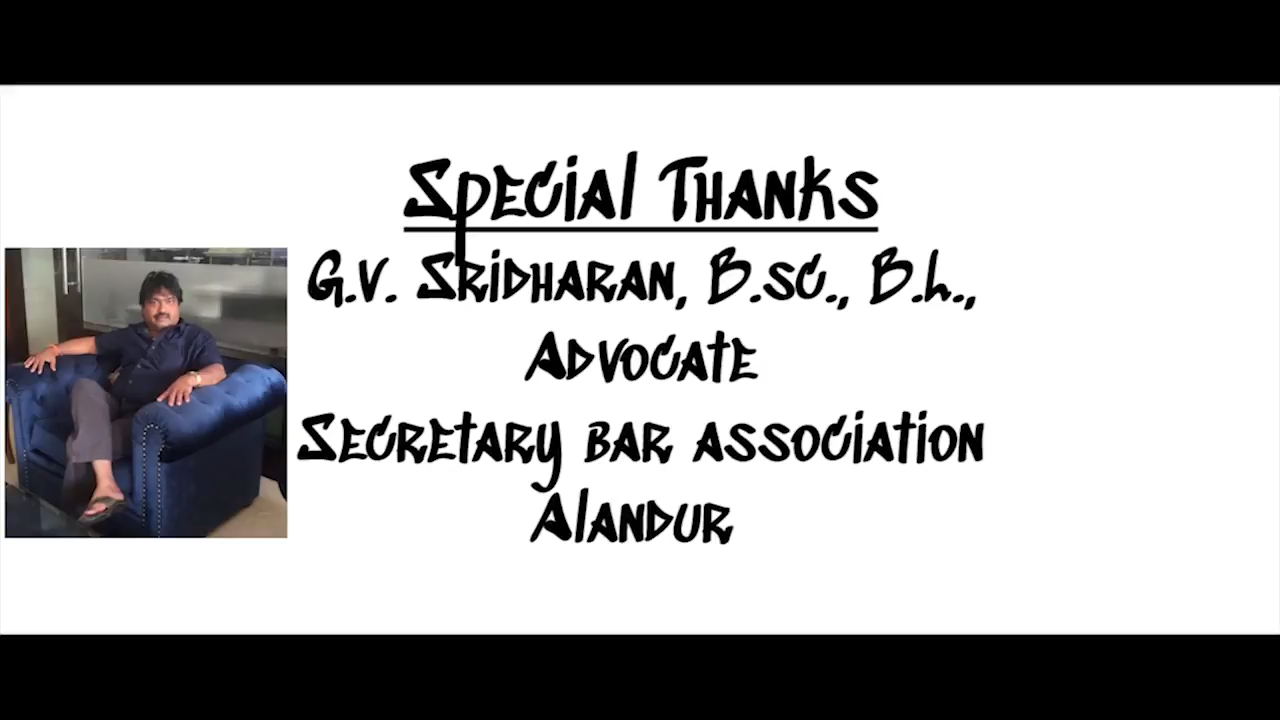 Special Thanks
G.V. Sridharan, B.sc., B.L.,
Advocate
Secretary bar association
Alandur